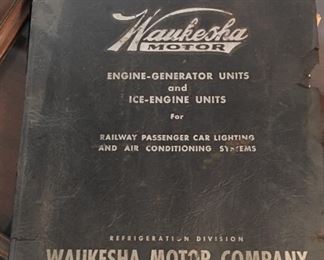 Waukesha
MOTOR
ENGINE-GENERATOR UNITS
and
ICE-ENGINE UNITS
For
RAILWAY PASSENGER CAR LIGHTING
AND AIR CONDITIONING SYSTEMS
REFRIGERATION DIVISION
WAUKESHA MOTOR COMPANY